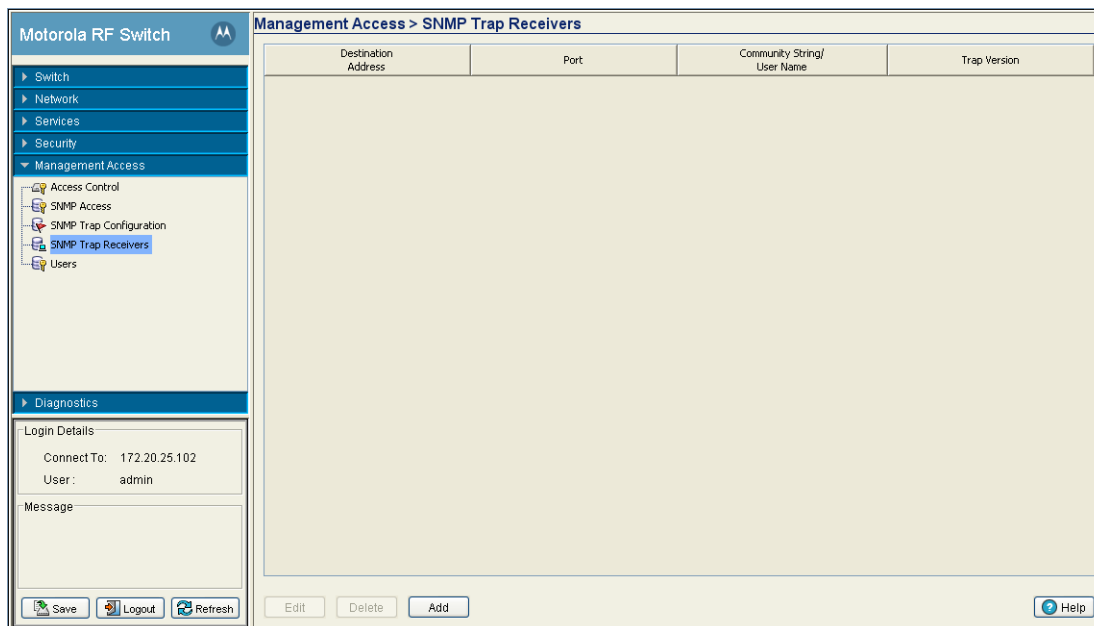 Motorola RF Switch
Switch
Network
Services
Security
Management Access
Access Control
SNMP Access
SNMP Trap Configuration
SNMP Trap Receivers
Users
Diagnostics
Login Details
Connect To: 172.20.25.102
User : admin
Message
Save Logout Refresh
Management Access > SNMP Trap Receivers
Destination
Address
Port
Community String/
User Name
Trap Version
Edit Delete Add
Help